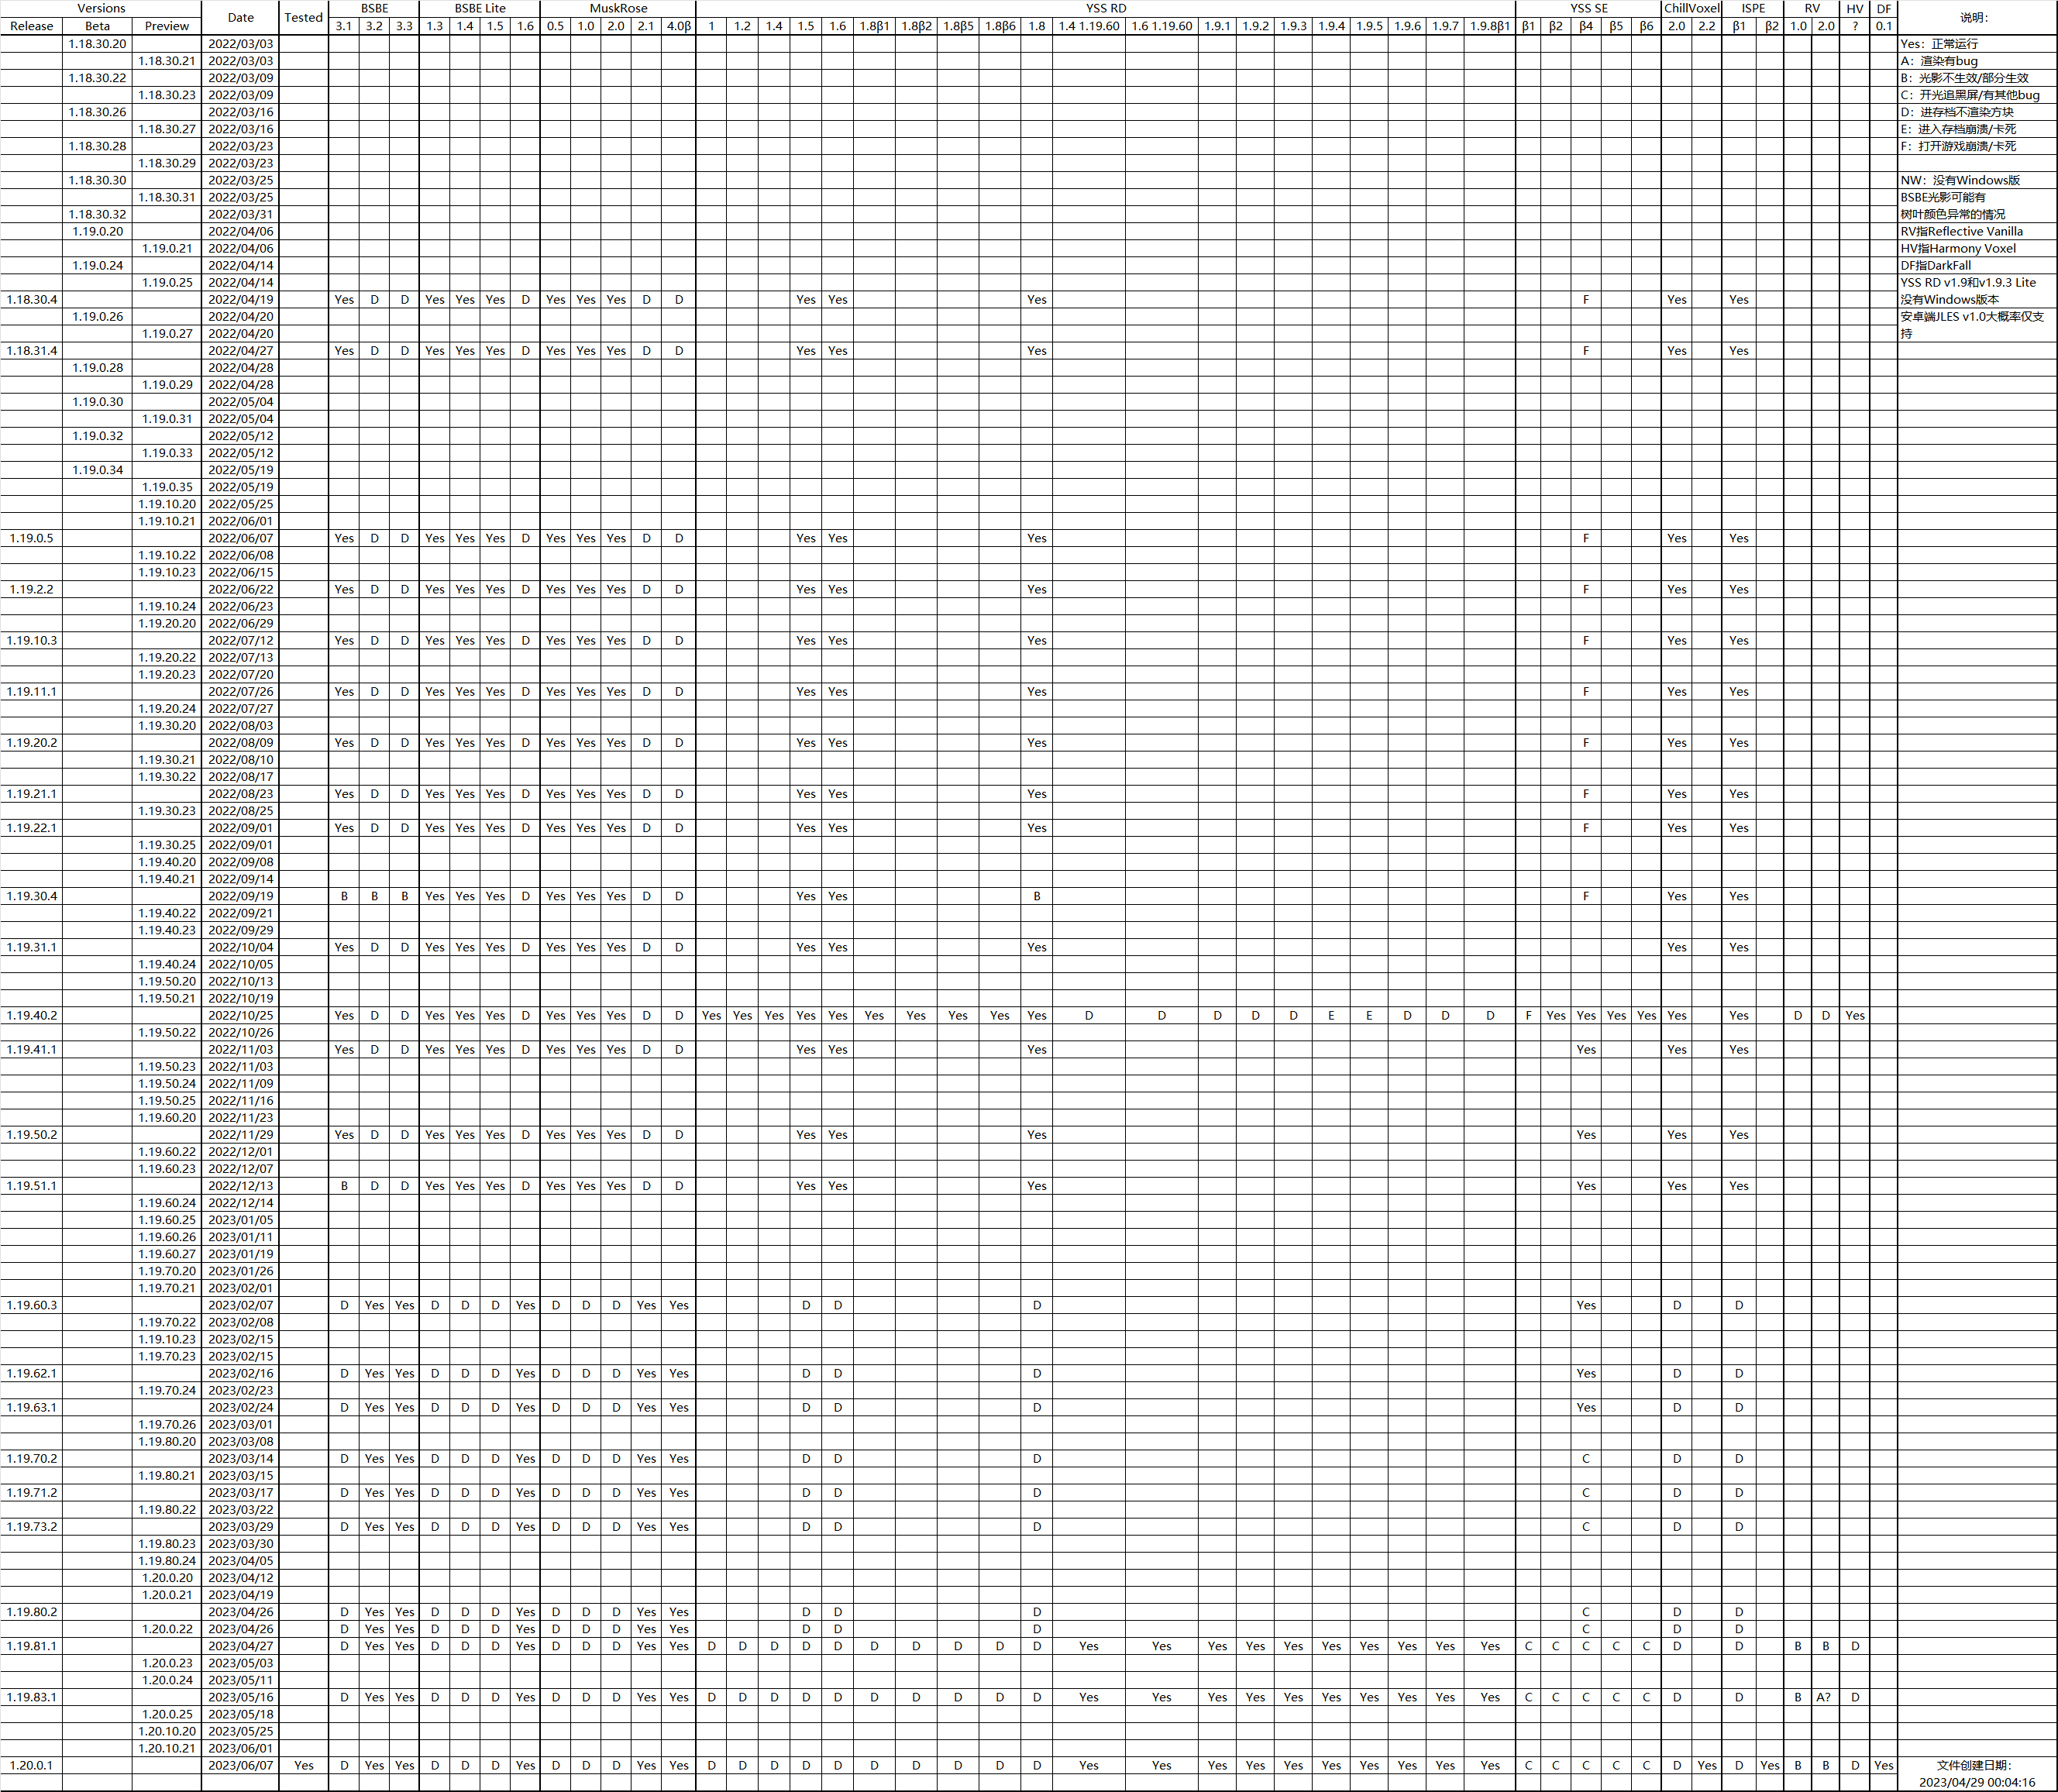 Versions Date Tested BSBE BSBE Lite MuskRose YSS RD YSS SE ChillVoxel ISPE RV HV DF 说明：
Release Beta Preview 3.1 3.2 3.3 1.3 1.4 1.5 1.6 0.5 1.0 2.0 2.1 4.0β 1 1.2 1.4 1.5 1.6 1.8β1 1.8β2 1.8β5 1.8β6 1.8 1.4 1.19.60 1.6 1.19.60 1.9.1 1.9.2 1.9.3 1.9.4 1.9.5 1.9.6 1.9.7 1.9.8β1 β1 β2 β4 β5 β6 2.0 2.2 β1 β2 1.0 2.0 ? 0.1
1.18.30.20 2022/03/03 Yes：正常运行
1.18.30.21 2022/03/03 A：渲染有bug
1.18.30.22 2022/03/09 B：光影不生效/部分生效
1.18.30.23 2022/03/09 C：开光追黑屏/有其他bug
1.18.30.26 2022/03/16 D：进存档不渲染方块
1.18.30.27 2022/03/16 E：进入存档崩溃/卡死
1.18.30.28 2022/03/23 F：打开游戏崩溃/卡死
1.18.30.29 2022/03/23
1.18.30.30 2022/03/25 NW：没有Windows版
1.18.30.31 2022/03/25 BSBE光影可能有
1.18.30.32 2022/03/31 树叶颜色异常的情况
1.19.0.20 2022/04/06 RV指Reflective Vanilla
1.19.0.21 2022/04/06 HV指Harmony Voxel
1.19.0.24 2022/04/14 DF指DarkFall
1.19.0.25 2022/04/14 YSS RD v1.9和v1.9.3 Lite
1.18.30.4 2022/04/19 Yes D D Yes Yes Yes D Yes Yes Yes D D Yes Yes Yes F Yes Yes 没有Windows版本
1.19.0.26 2022/04/20 安卓端JLES v1.0大概率仅支
1.19.0.27 2022/04/20 持
1.18.31.4 2022/04/27 Yes D D Yes Yes Yes D Yes Yes Yes D D Yes Yes Yes F Yes Yes
1.19.0.28 2022/04/28
1.19.0.29 2022/04/28
1.19.0.30 2022/05/04
1.19.0.31 2022/05/04
1.19.0.32 2022/05/12
1.19.0.33 2022/05/12
1.19.0.34 2022/05/19
1.19.0.35 2022/05/19
1.19.10.20 2022/05/25
1.19.10.21 2022/06/01
1.19.0.5 2022/06/07 Yes D D Yes Yes Yes D Yes Yes Yes D D Yes Yes Yes F Yes Yes
1.19.10.22 2022/06/08
1.19.10.23 2022/06/15
1.19.2.2 2022/06/22 Yes D D Yes Yes Yes D Yes Yes Yes D D Yes Yes Yes F Yes Yes
1.19.10.24 2022/06/23
1.19.20.20 2022/06/29
1.19.10.3 2022/07/12 Yes D D Yes Yes Yes D Yes Yes Yes D D Yes Yes Yes F Yes Yes
1.19.20.22 2022/07/13
1.19.20.23 2022/07/20
1.19.11.1 2022/07/26 Yes D D Yes Yes Yes D Yes Yes Yes D D Yes Yes Yes F Yes Yes
1.19.20.24 2022/07/27
1.19.30.20 2022/08/03
1.19.20.2 2022/08/09 Yes D D Yes Yes Yes D Yes Yes Yes D D Yes Yes Yes F Yes Yes
1.19.30.21 2022/08/10
1.19.30.22 2022/08/17
1.19.21.1 2022/08/23 Yes D D Yes Yes Yes D Yes Yes Yes D D Yes Yes Yes F Yes Yes
1.19.30.23 2022/08/25
1.19.22.1 2022/09/01 Yes D D Yes Yes Yes D Yes Yes Yes D D Yes Yes Yes F Yes Yes
1.19.30.25 2022/09/01
1.19.40.20 2022/09/08
1.19.40.21 2022/09/14
1.19.30.4 2022/09/19 B B B Yes Yes Yes D Yes Yes Yes D D Yes Yes B F Yes Yes
1.19.40.22 2022/09/21
1.19.40.23 2022/09/29
1.19.31.1 2022/10/04 Yes D D Yes Yes Yes D Yes Yes Yes D D Yes Yes Yes Yes Yes
1.19.40.24 2022/10/05
1.19.50.20 2022/10/13
1.19.50.21 2022/10/19
1.19.40.2 2022/10/25 Yes D D Yes Yes Yes D Yes Yes Yes D D Yes Yes Yes Yes Yes Yes Yes Yes Yes Yes D D D D D E E D D D F Yes Yes Yes Yes Yes Yes D D Yes
1.19.50.22 2022/10/26
1.19.41.1 2022/11/03 Yes D D Yes Yes Yes D Yes Yes Yes D D Yes Yes Yes Yes Yes Yes
1.19.50.23 2022/11/03
1.19.50.24 2022/11/09
1.19.50.25 2022/11/16
1.19.60.20 2022/11/23
1.19.50.2 2022/11/29 Yes D D Yes Yes Yes D Yes Yes Yes D D Yes Yes Yes Yes Yes Yes
1.19.60.22 2022/12/01
1.19.60.23 2022/12/07
1.19.51.1 2022/12/13 B D D Yes Yes Yes D Yes Yes Yes D D Yes Yes Yes Yes Yes Yes
1.19.60.24 2022/12/14
1.19.60.25 2023/01/05
1.19.60.26 2023/01/11
1.19.60.27 2023/01/19
1.19.70.20 2023/01/26
1.19.70.21 2023/02/01
1.19.60.3 2023/02/07 D Yes Yes D D D Yes D D D Yes Yes D D D Yes D D
1.19.70.22 2023/02/08
1.19.10.23 2023/02/15
1.19.70.23 2023/02/15
1.19.62.1 2023/02/16 D Yes Yes D D D Yes D D D Yes Yes D D D Yes D D
1.19.70.24 2023/02/23
1.19.63.1 2023/02/24 D Yes Yes D D D Yes D D D Yes Yes D D D Yes D D
1.19.70.26 2023/03/01
1.19.80.20 2023/03/08
1.19.70.2 2023/03/14 D Yes Yes D D D Yes D D D Yes Yes D D D C D D
1.19.80.21 2023/03/15
1.19.71.2 2023/03/17 D Yes Yes D D D Yes D D D Yes Yes D D D C D D
1.19.80.22 2023/03/22
1.19.73.2 2023/03/29 D Yes Yes D D D Yes D D D Yes Yes D D D C D D
1.19.80.23 2023/03/30
1.19.80.24 2023/04/05
1.20.0.20 2023/04/12
1.20.0.21 2023/04/19
1.19.80.2 2023/04/26 D Yes Yes D D D Yes D D D Yes Yes D D D C D D
1.20.0.22 2023/04/26 D Yes Yes D D D Yes D D D Yes Yes D D D C D D
1.19.81.1 2023/04/27 D Yes Yes D D D Yes D D D Yes Yes D D D D D D D D D D Yes Yes Yes Yes Yes Yes Yes Yes Yes Yes C C C C C D D B B D
1.20.0.23 2023/05/03
1.20.0.24 2023/05/11
1.19.83.1 2023/05/16 D Yes Yes D D D Yes D D D Yes Yes D D D D D D D D D D Yes Yes Yes Yes Yes Yes Yes Yes Yes Yes C C C C C D D B A? D
1.20.0.25 2023/05/18
1.20.10.20 2023/05/25
1.20.10.21 2023/06/01
1.20.0.1 2023/06/07 Yes D Yes Yes D D D Yes D D D Yes Yes D D D D D D D D D D Yes Yes Yes Yes Yes Yes Yes Yes Yes Yes C C C C C D Yes D Yes B B D Yes 文件创建日期：
2023/04/29 00:04:16